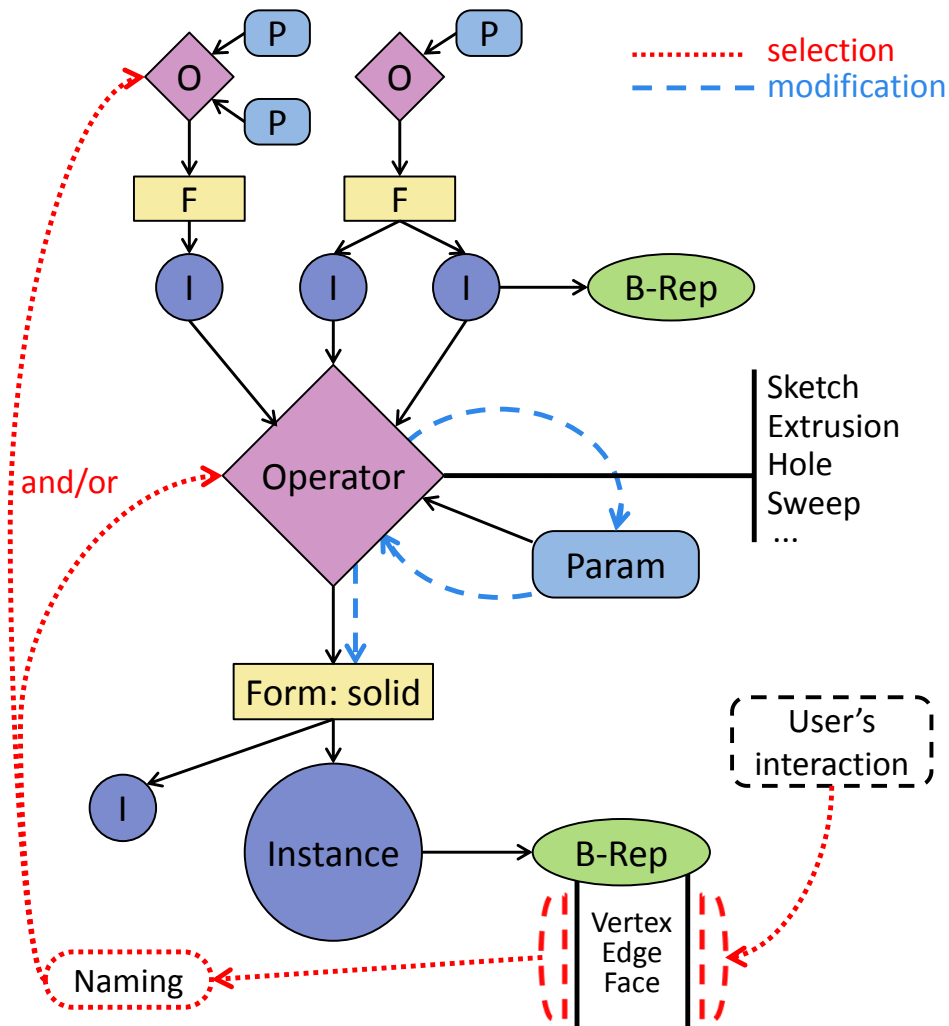 P
selection
O
O
P
modification
P
F
F
I
I
I
B-Rep
Sketch
Extrusion
and/or
Operator
Hole
Sweep
...
Param
Form: solid
User's
interaction
I
Instance
B-Rep
Vertex
Edge
Face
Naming